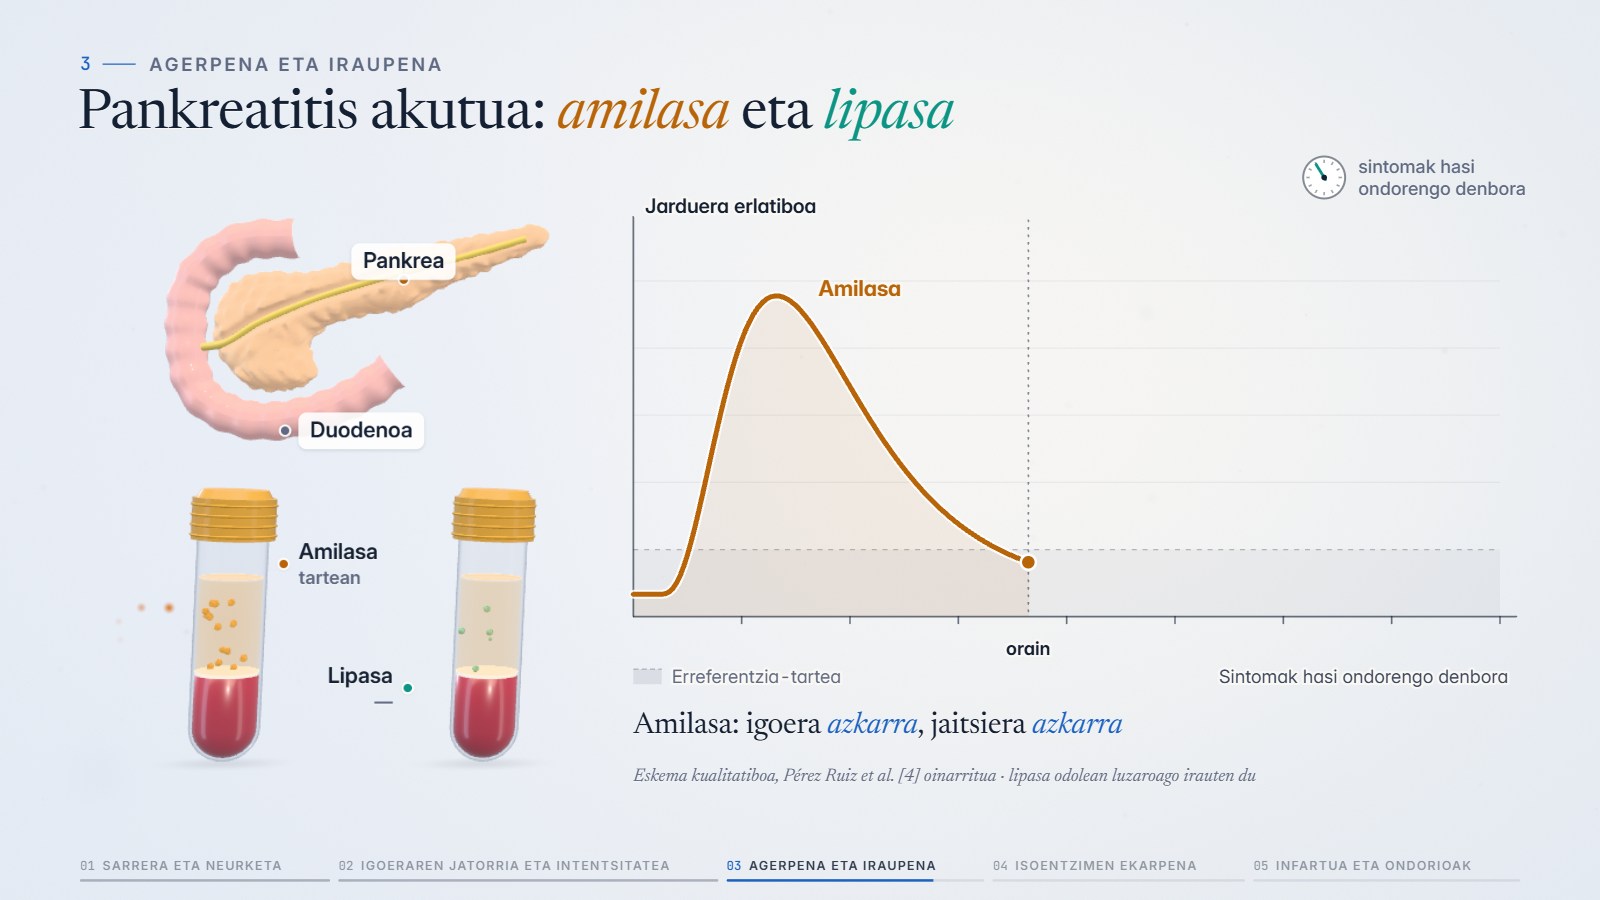 3 — AGERPENA ETA IRAUPENA
Pankreatitis akutua: amilasa eta lipasa
sintomak hasi
ondorengo denbora
Jarduera erlatiboa
Pankrea
Amilasa
Duodenoa
Amilasa
tartean
Lipasa
—
orain
Erreferentzia-tartea
Sintomak hasi ondorengo denbora
Amilasa: igoera azkarra, jaitsiera azkarra
Eskema kualitatiboa, Pérez Ruiz et al. [4] oinarritua · lipasa odolean luzaroago irauten du
01 SARRERA ETA NEURKETA
02 IGOERAREN JATORRIA ETA INTENTSITATEA
03 AGERPENA ETA IRAUPENA
04 ISOENTZIMEN EKARPENA
05 INFARTUA ETA ONDORIOAK